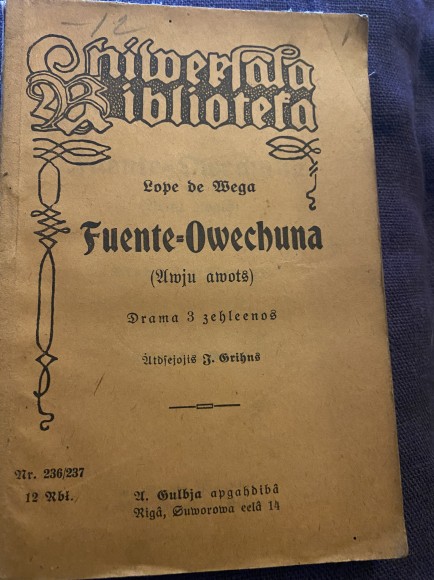 -12
Uniwersala
Biblioteka
Lope de Wega
Fuente=Owechuna
(Awju awots)
Drama 3 zehleenos
Atdsejojis J. Grihns
Nr. 236/237
12 Rbl.
A. Gulbja apgahdibâ
Rigâ, Suworowa eelâ 14